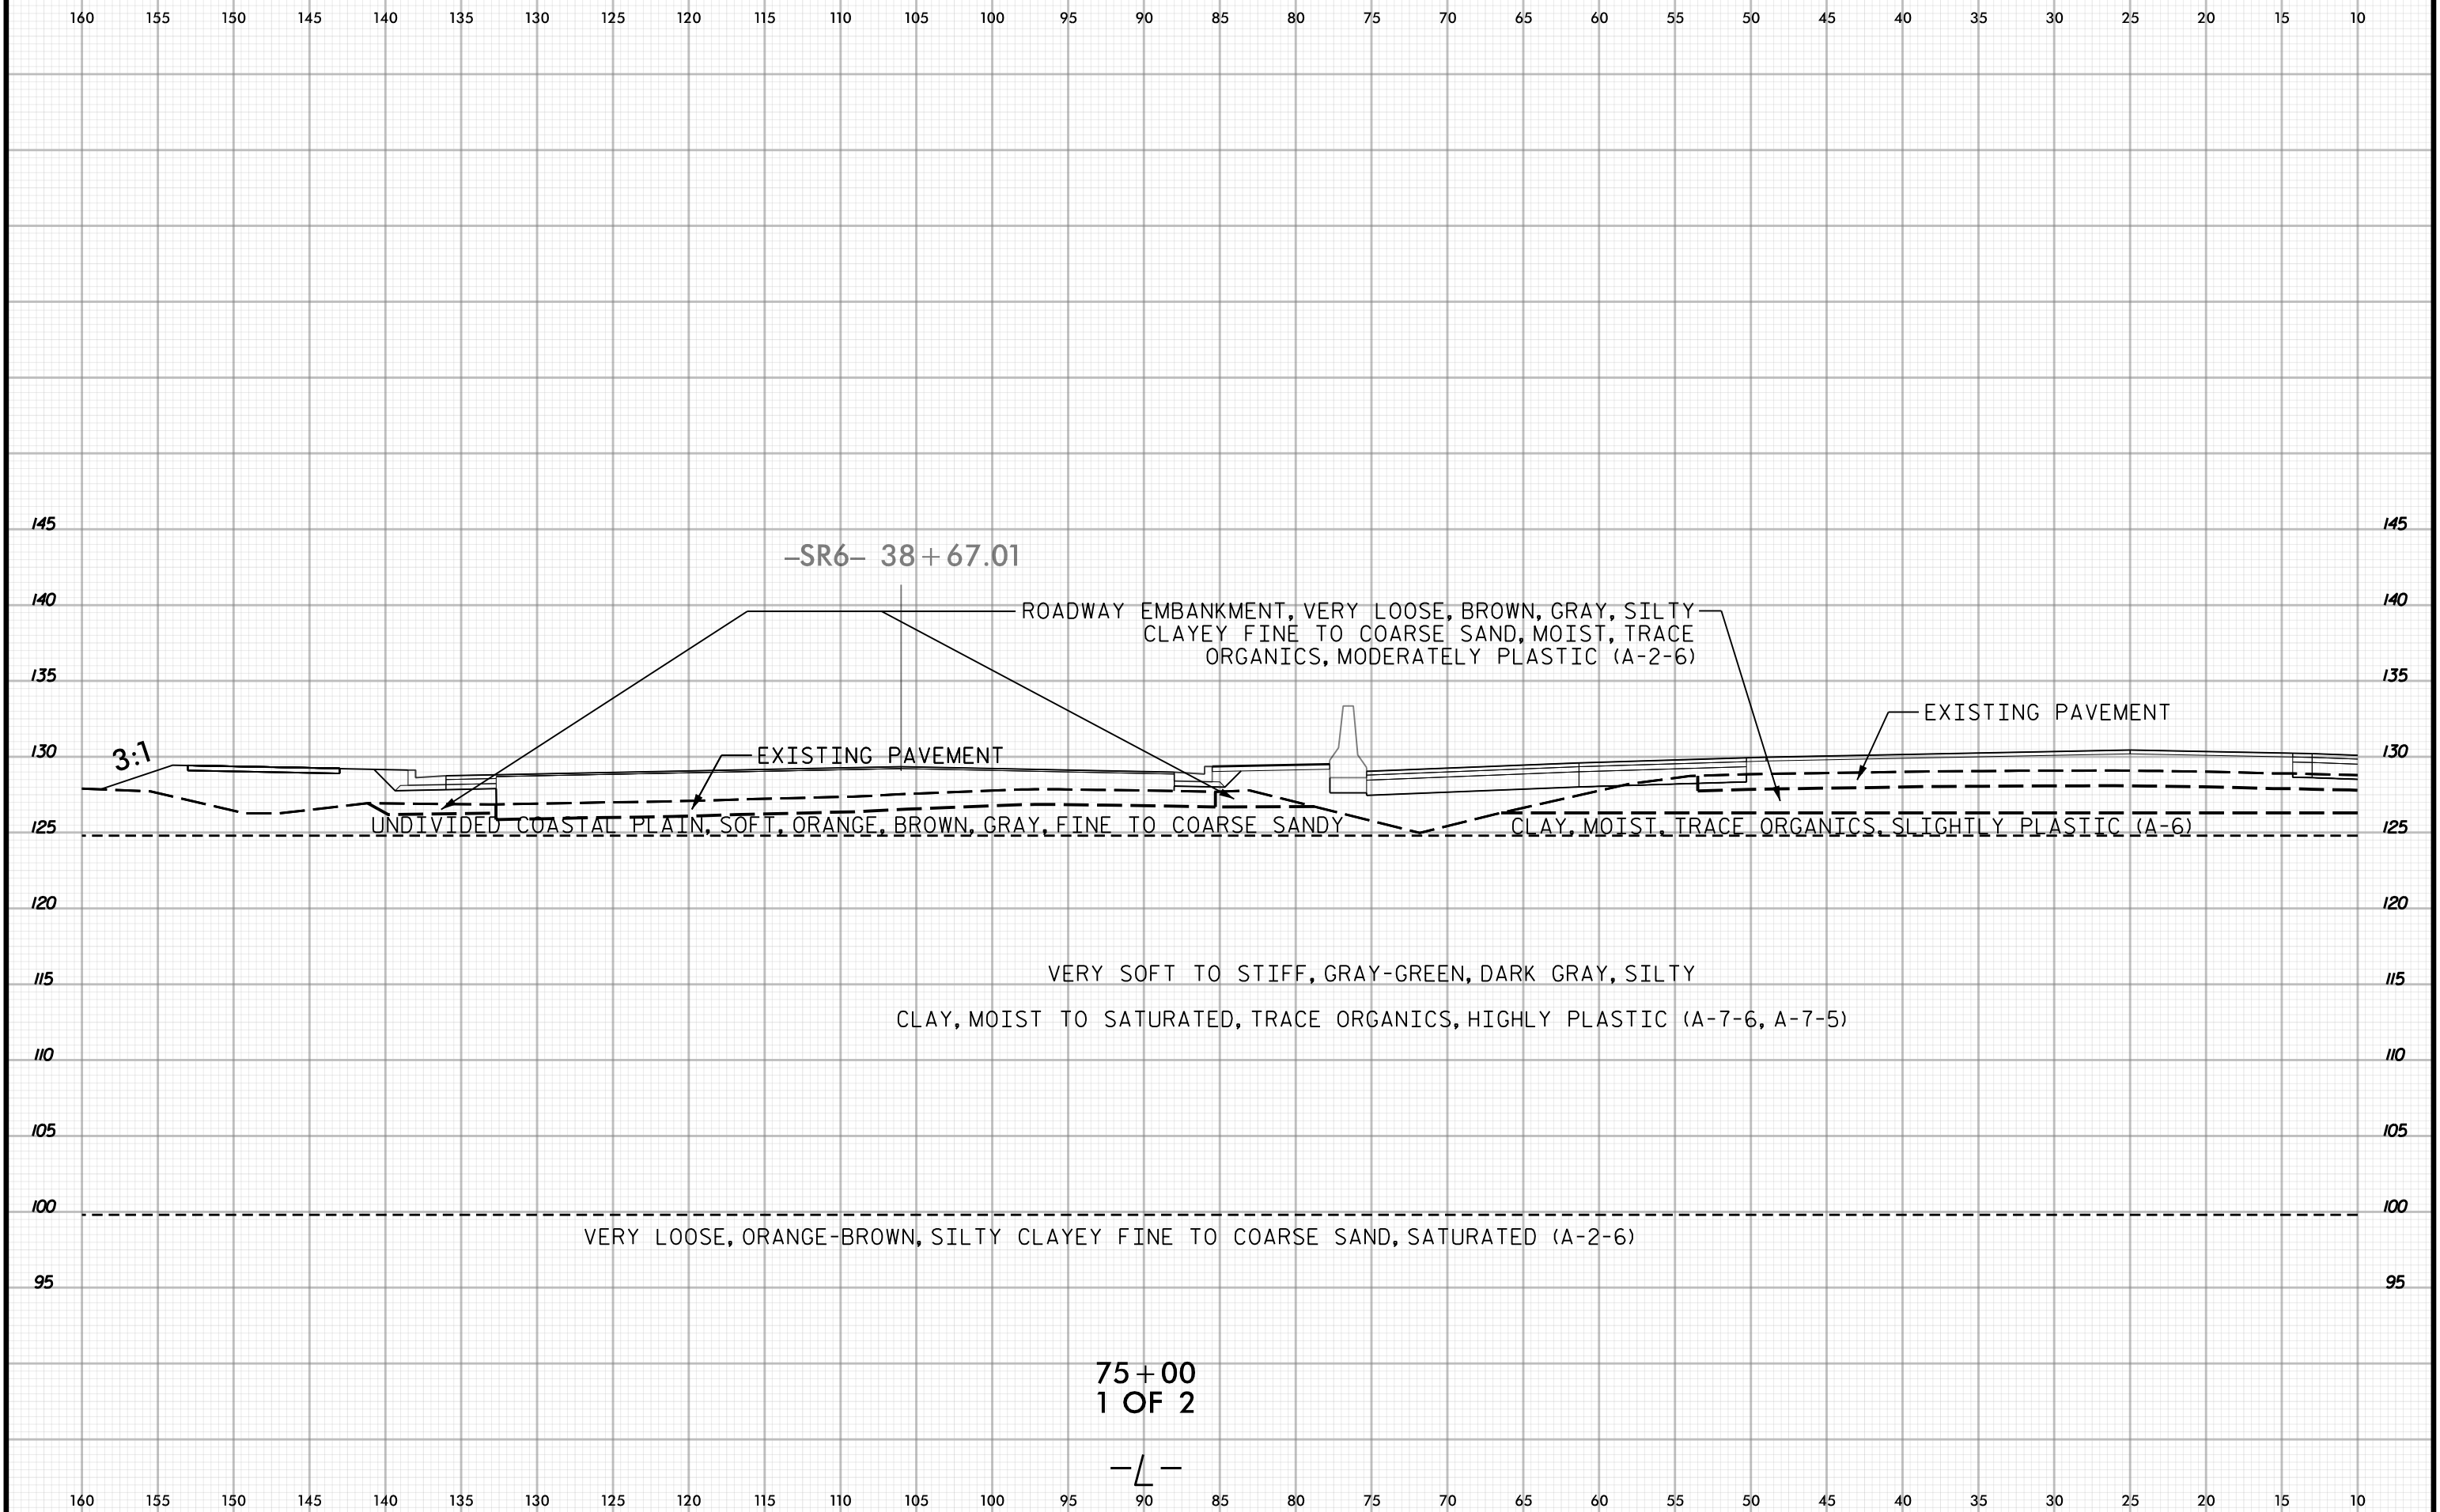 160 155 150 145 140 135 130 125 120 115 110 105 100 95 90 85 80 75 70 65 60 55 50 45 40 35 30 25 20 15 10
145 145
-SR6- 38+67.01
140 140
ROADWAY EMBANKMENT, VERY LOOSE, BROWN, GRAY, SILTY
CLAYEY FINE TO COARSE SAND, MOIST, TRACE
ORGANICS, MODERATELY PLASTIC (A-2-6)
135 135
EXISTING PAVEMENT
130 130
3:1
EXISTING PAVEMENT
UNDIVIDED COASTAL PLAIN, SOFT, ORANGE, BROWN, GRAY, FINE TO COARSE SANDY CLAY, MOIST, TRACE ORGANICS, SLIGHTLY PLASTIC (A-6)
125 125
120 120
VERY SOFT TO STIFF, GRAY-GREEN, DARK GRAY, SILTY
115 115
CLAY, MOIST TO SATURATED, TRACE ORGANICS, HIGHLY PLASTIC (A-7-6, A-7-5)
110 110
105 105
100 100
VERY LOOSE, ORANGE-BROWN, SILTY CLAYEY FINE TO COARSE SAND, SATURATED (A-2-6)
95 95
75+00
1 OF 2
-L-
160 155 150 145 140 135 130 125 120 115 110 105 100 95 90 85 80 75 70 65 60 55 50 45 40 35 30 25 20 15 10